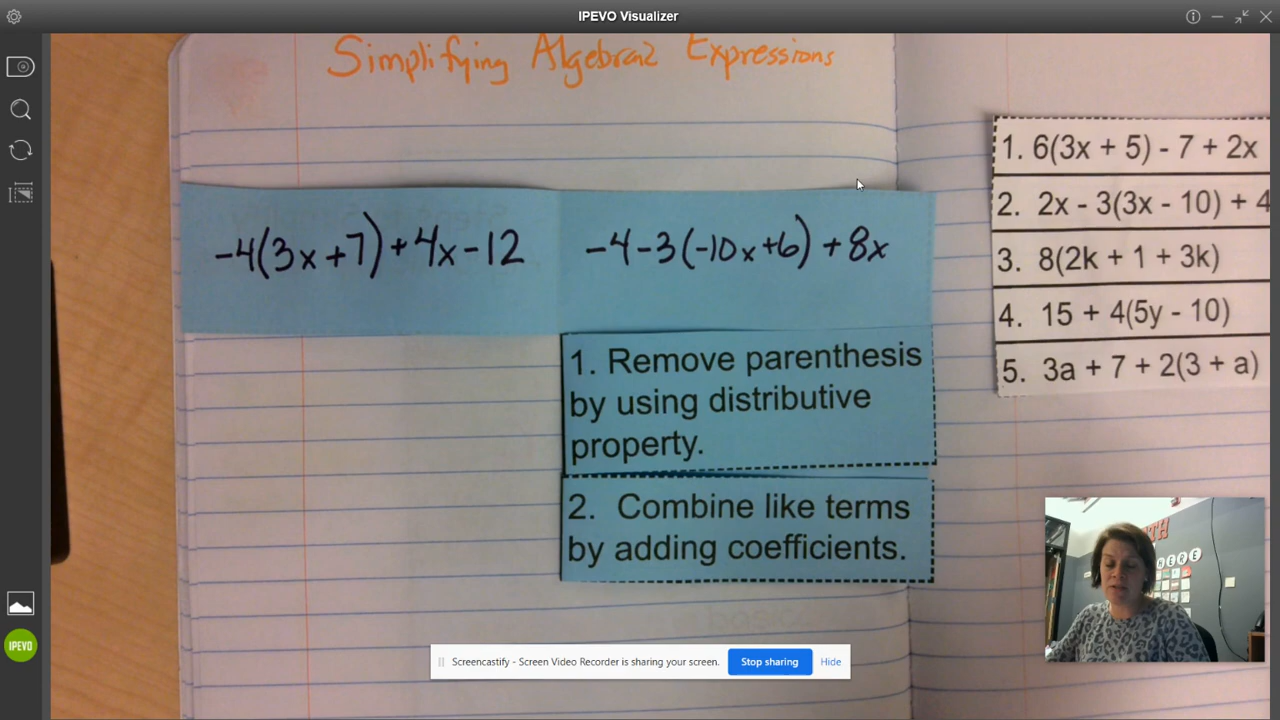 IPEVO Visualizer
Simplifying Algebraic Expressions
-4(3x+7)+4x-12
-4-3(-10x+6)+8x
1. Remove parenthesis
by using distributive
property.
2. Combine like terms
by adding coefficients.
1. 6(3x + 5) - 7 + 2x
2. 2x - 3(3x - 10) + 4
3. 8(2k + 1 + 3k)
4. 15 + 4(5y - 10)
5. 3a + 7 + 2(3 + a)
HERE
IPEVO
Screencastify - Screen Video Recorder is sharing your screen.
Stop sharing
Hide